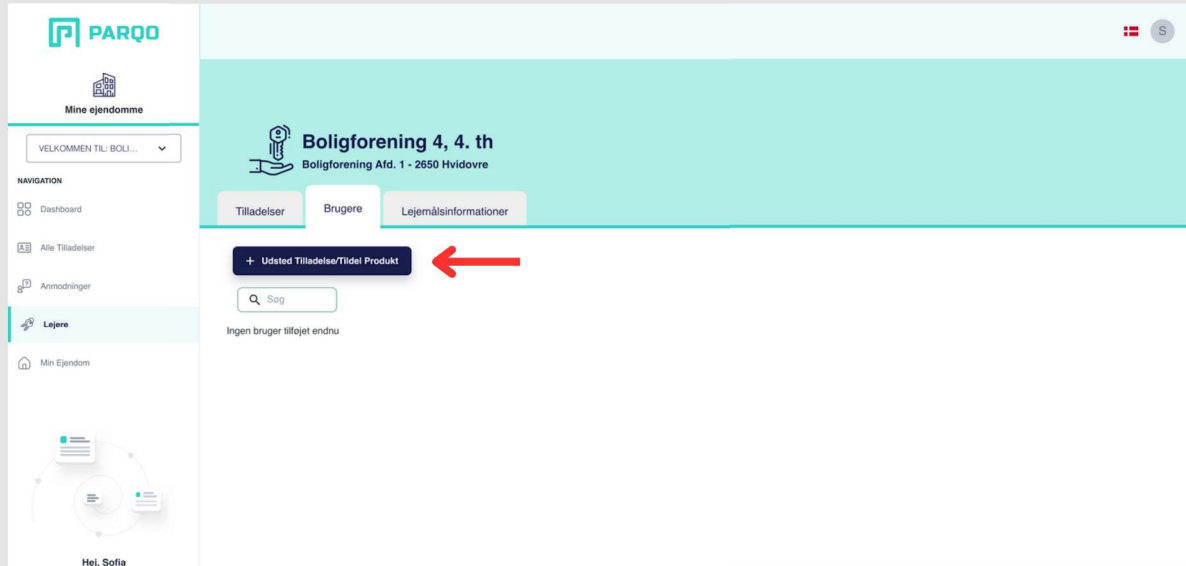 PARQO
S
Mine ejendomme
VELKOMMEN TIL: BOLI...
NAVIGATION
Dashboard
Alle Tilladelser
Anmodninger
Lejere
Min Ejendom
Hej, Sofia
Boligforening 4, 4. th
Boligforening Afd. 1 - 2650 Hvidovre
Tilladelser Brugere Lejemålsinformationer
+ Udsted Tilladelse/Tildel Produkt
Søg
Ingen bruger tilføjet endnu